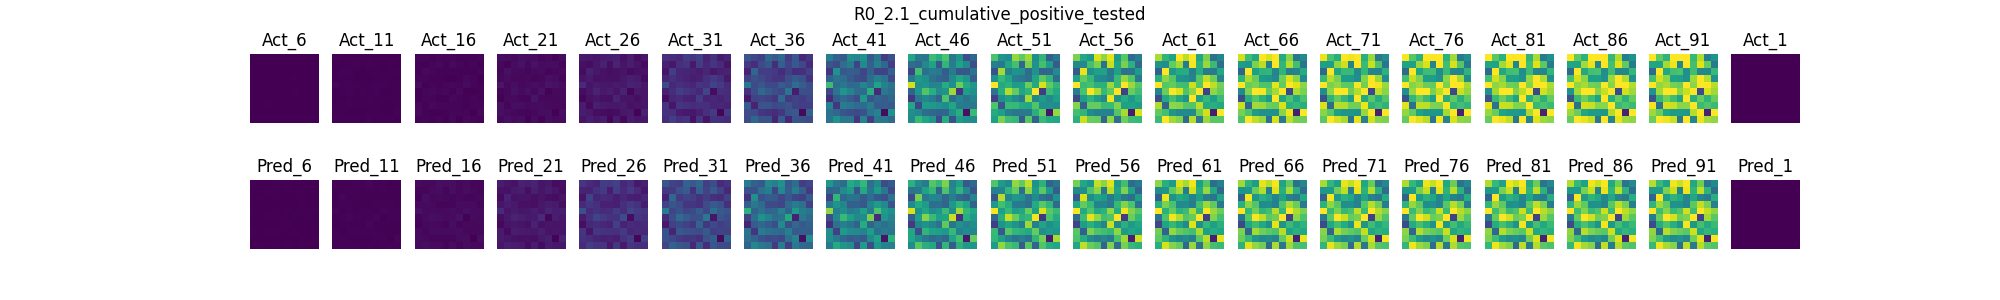 R0_2.1_cumulative_positive_tested
Act_6 Act_11 Act_16 Act_21 Act_26 Act_31 Act_36 Act_41 Act_46 Act_51 Act_56 Act_61 Act_66 Act_71 Act_76 Act_81 Act_86 Act_91 Act_1
Pred_6 Pred_11 Pred_16 Pred_21 Pred_26 Pred_31 Pred_36 Pred_41 Pred_46 Pred_51 Pred_56 Pred_61 Pred_66 Pred_71 Pred_76 Pred_81 Pred_86 Pred_91 Pred_1